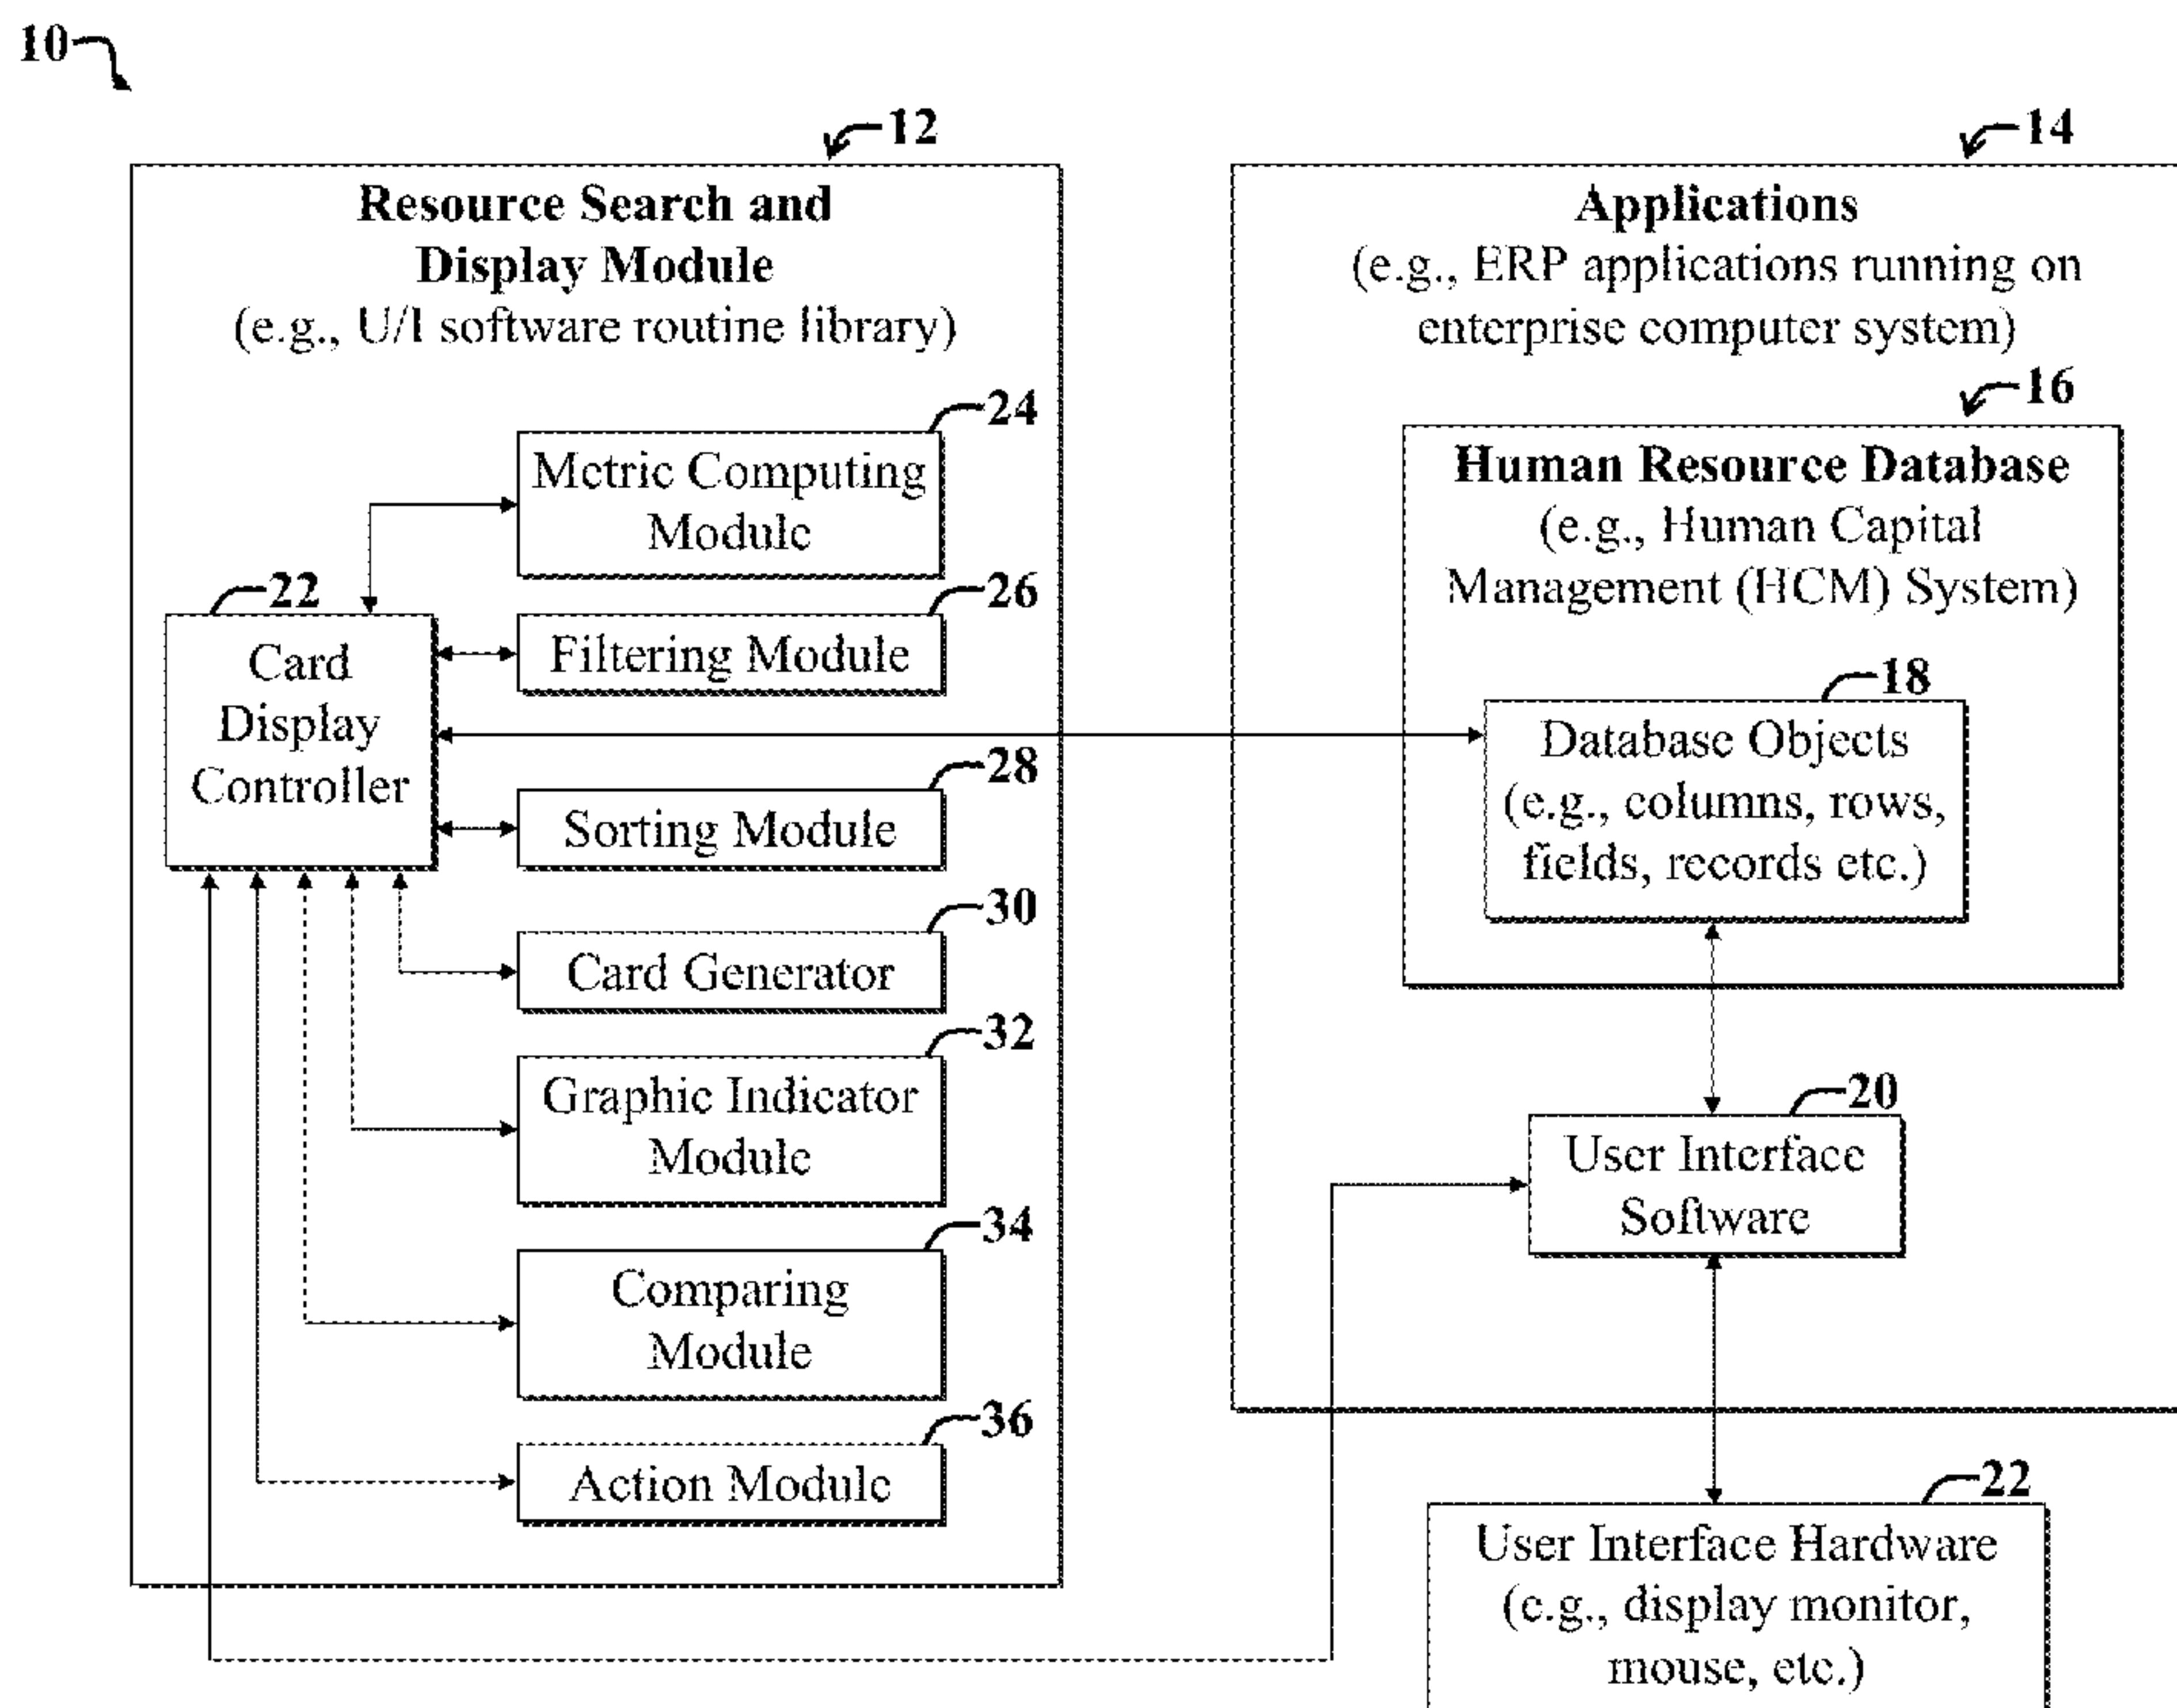 10
12
Resource Search and
Display Module
(e.g., U/I software routine library)
24
Metric Computing
Module
22
Card
Display
Controller
26
Filtering Module
28
Sorting Module
30
Card Generator
32
Graphic Indicator
Module
34
Comparing
Module
36
Action Module
14
Applications
(e.g., ERP applications running on
enterprise computer system)
16
Human Resource Database
(e.g., Human Capital
Management (HCM) System)
18
Database Objects
(e.g., columns, rows,
fields, records etc.)
20
User Interface
Software
22
User Interface Hardware
(e.g., display monitor,
mouse, etc.)